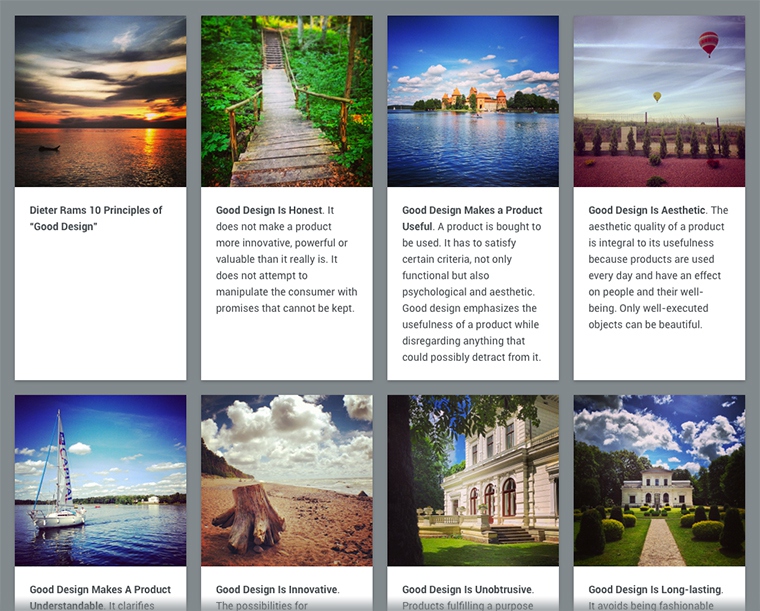 Dieter Rams 10 Principles of
“Good Design”
Good Design Is Honest. It
does not make a product
more innovative, powerful or
valuable than it really is. It
does not attempt to
manipulate the consumer with
promises that cannot be kept.
Good Design Makes a Product
Useful. A product is bought to
be used. It has to satisfy
certain criteria, not only
functional but also
psychological and aesthetic.
Good design emphasizes the
usefulness of a product while
disregarding anything that
could possibly detract from it.
Good Design Is Aesthetic. The
aesthetic quality of a product
is integral to its usefulness
because products are used
every day and have an effect
on people and their well-
being. Only well-executed
objects can be beautiful.
Good Design Makes A Product
Understandable. It clarifies
Good Design Is Innovative.
The possibilities for
Good Design Is Unobtrusive.
Products fulfilling a purpose
Good Design Is Long-lasting.
It avoids being fashionable